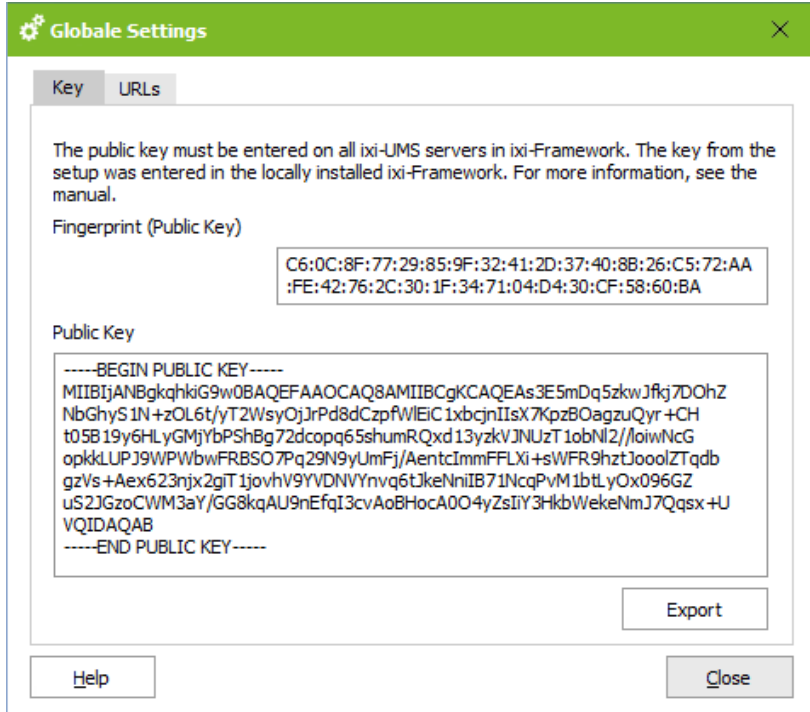 Globale Settings
Key URLs
The public key must be entered on all ixi-UMS servers in ixi-Framework. The key from the
setup was entered in the locally installed ixi-Framework. For more information, see the
manual.
Fingerprint (Public Key)
C6:0C:8F:77:29:85:9F:32:41:2D:37:40:8B:26:C5:72:AA
:FE:42:76:2C:30:1F:34:71:04:D4:30:CF:58:60:BA
Public Key
-----BEGIN PUBLIC KEY-----
MIIBIjANBgkqhkiG9w0BAQEFAAOCAQ8AMIIBCgKCAQEAs3E5mDq5zkwJfkj7DOhZ
NbGhyS1N+zOL6t/yT2WsyOjJrPd8dCzpfWlEiC1xbcjnIIsX7KpzBOagzuQyr+CH
t05B19y6HLyGMjYbPShBg72dcopq65shumRQxd13yzkVJNUzT1obNl2//loiwNcG
opkkLUPJ9WPWbwFRBSO7Pq29N9yUmFj/AentcImmFFLXi+sWFR9hztJooolZTqdb
gzVs+Aex623njx2giT1jovhV9YVDNVYnvq6tJkeNniIB71NcqPvM1btLyOx096GZ
uS2JGzoCWM3aY/GG8kqAU9nEfqI3cvAoBHocA0O4yZsIiY3HkbWekeNmJ7Qqsx+U
VQIDAQAB
-----END PUBLIC KEY-----
Export
Help Close